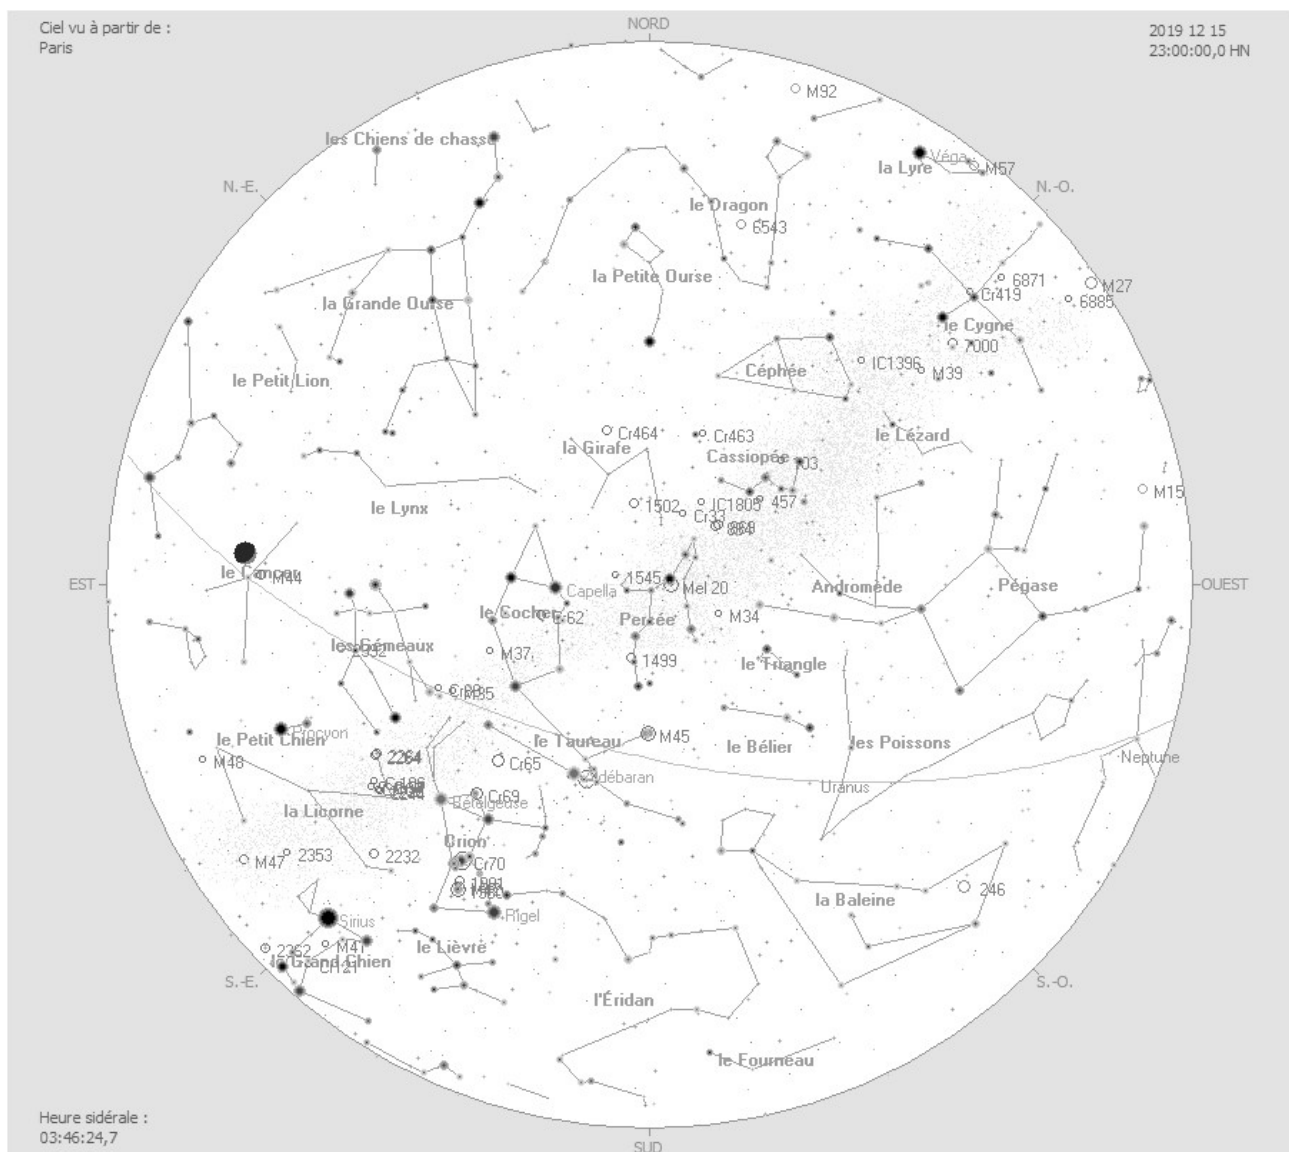 Ciel vu à partir de :
Paris
NORD
2019 12 15
23:00:00,0 HN
M92
les Chiens de chasse
Véga
la Lyre
M57
N.-E.
N.-O.
le Dragon
6543
la Petite Ourse
6871
M27
Cr419
6885
la Grande Ourse
le Cygne
7000
IC1396
Céphée
M39
le Petit Lion
Cr464
Cr463
le Lézard
la Girafe
Cassiopée
M15
le Lynx
1502
IC1805
457
Cr33
le Cancer
M44
EST
1545
Mel 20
Andromède
Pégase
OUEST
Capella
le Cocher
Cr62
Persée
M34
les Gémeaux
M37
1499
le Triangle
M35
Procyon
le Petit Chien
le Taureau
M45
le Bélier
les Poissons
M48
2264
Cr65
Aldébaran
Neptune
Uranus
Bételgeuse
Cr69
la Licorne
Orion
M47
2353
2232
Cr70
246
la Baleine
Sirius
Rigel
2362
M41
le Lièvre
le Grand Chien
Cr121
S.-E.
S.-O.
l'Éridan
le Fourneau
Heure sidérale :
03:46:24,7
SUD